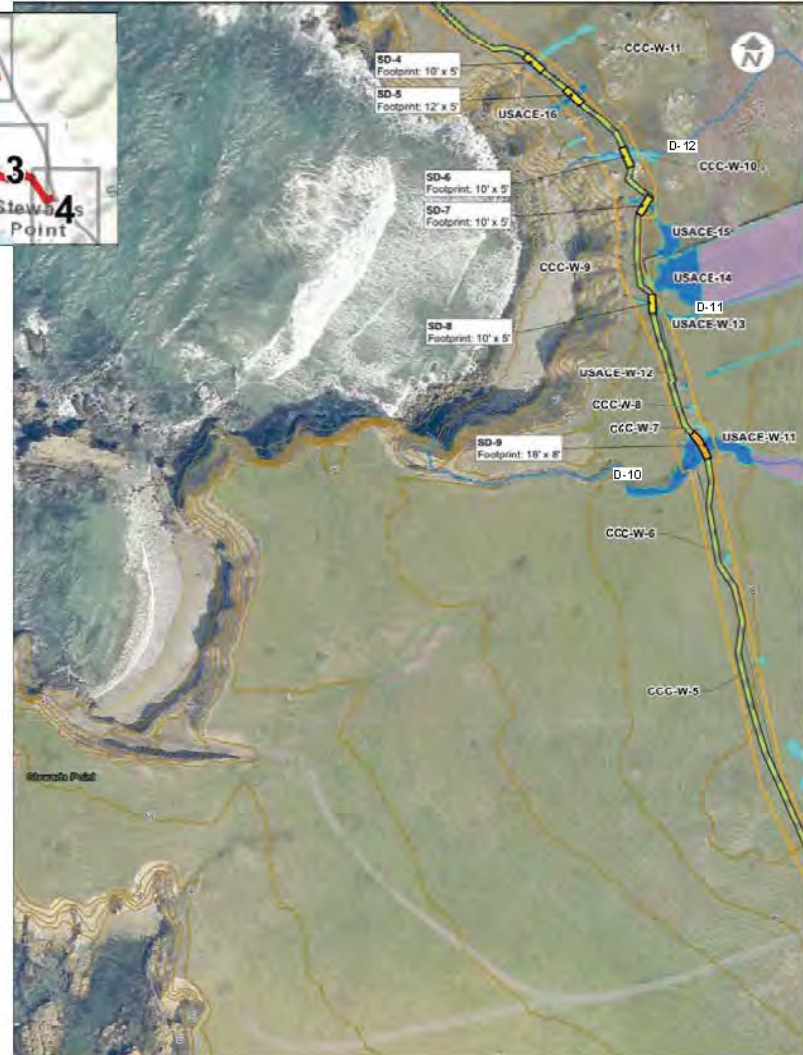 3
Stewarts
4
Point
SD-4
Footprint: 10' x 5'
CCC-W-11
N
SD-5
Footprint: 12' x 5'
USACE-16
D-12
CCC-W-10
SD-6
Footprint: 10' x 5'
SD-7
Footprint: 10' x 5'
USACE-15
CCC-W-9
USACE-14
D-11
SD-8
Footprint: 10' x 5'
USACE-W-13
USACE-W-12
CCC-W-8
CCC-W-7
USACE-W-11
SD-9
Footprint: 18' x 8'
D-10
CCC-W-6
CCC-W-5
Stewarts Point